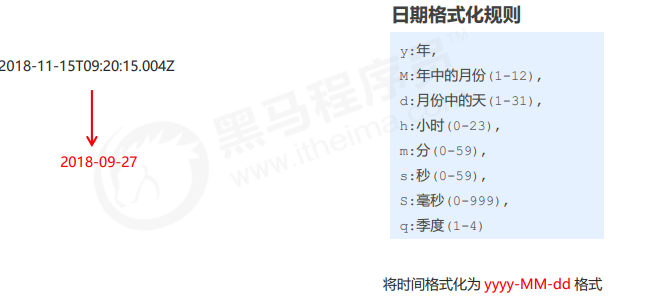 日期格式化规则
2018-11-15T09:20:15.004Z
2018-09-27
y:年,
M:年中的月份(1-12),
d:月份中的天(1-31),
h:小时(0-23),
m:分(0-59),
s:秒(0-59),
S:毫秒(0-999),
q:季度(1-4)
将时间格式化为 yyyy-MM-dd 格式
黑马程序员
www.itheima.com